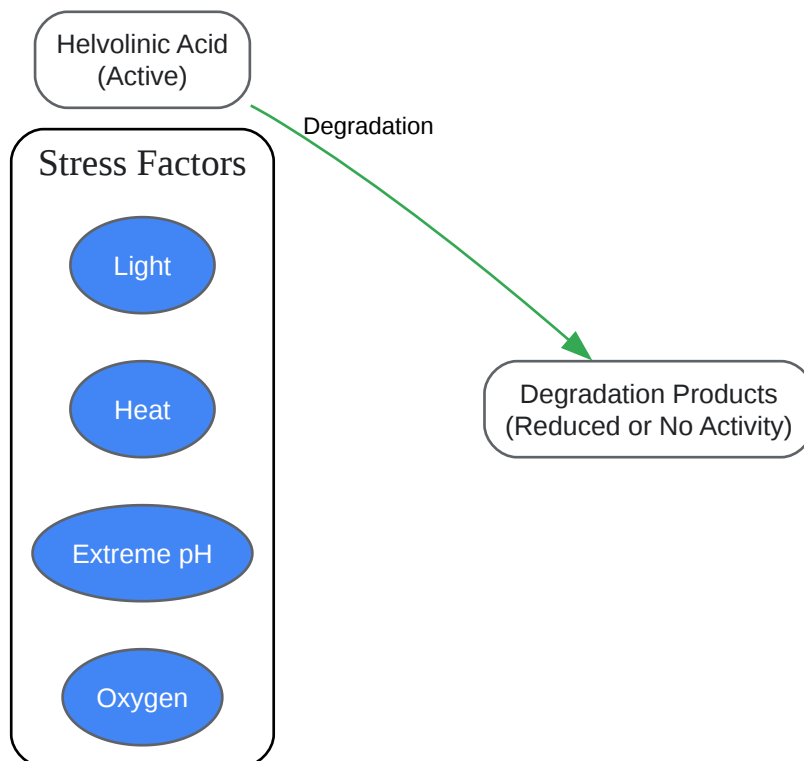 Helvolinic Acid
(Active)
Degradation
Stress Factors
Light
Heat
Degradation Products
(Reduced or No Activity)
Extreme pH
Oxygen